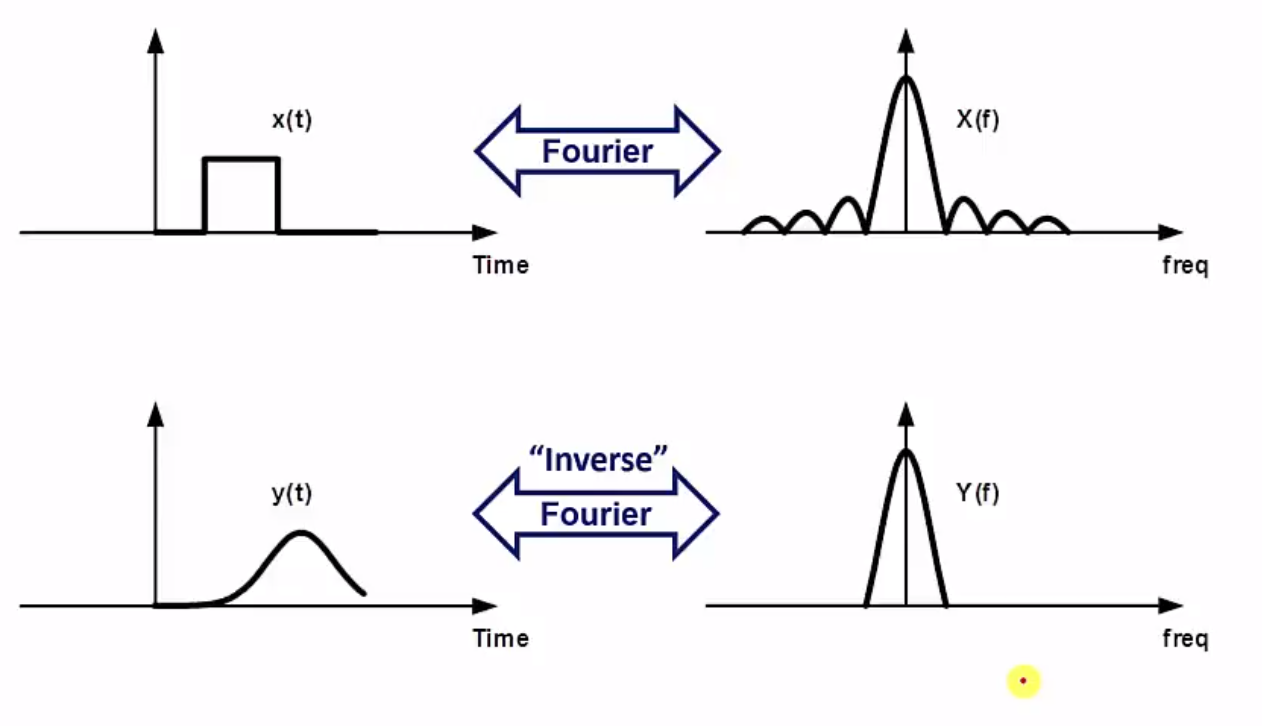 x(t)
Fourier
X(f)
Time
freq
“Inverse”
y(t)
Fourier
Y(f)
Time
freq